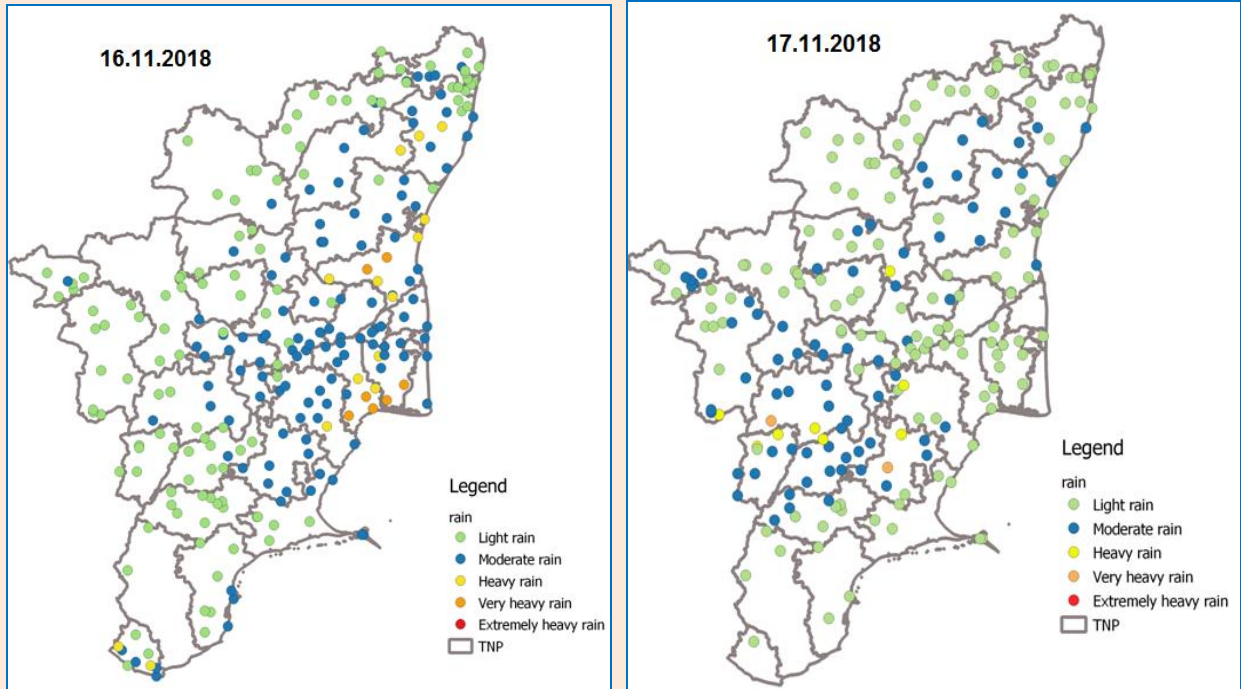 16.11.2018
Legend
rain
Light rain
Moderate rain
Heavy rain
Very heavy rain
Extremely heavy rain
TNP
17.11.2018
Legend
rain
Light rain
Moderate rain
Heavy rain
Very heavy rain
Extremely heavy rain
TNP